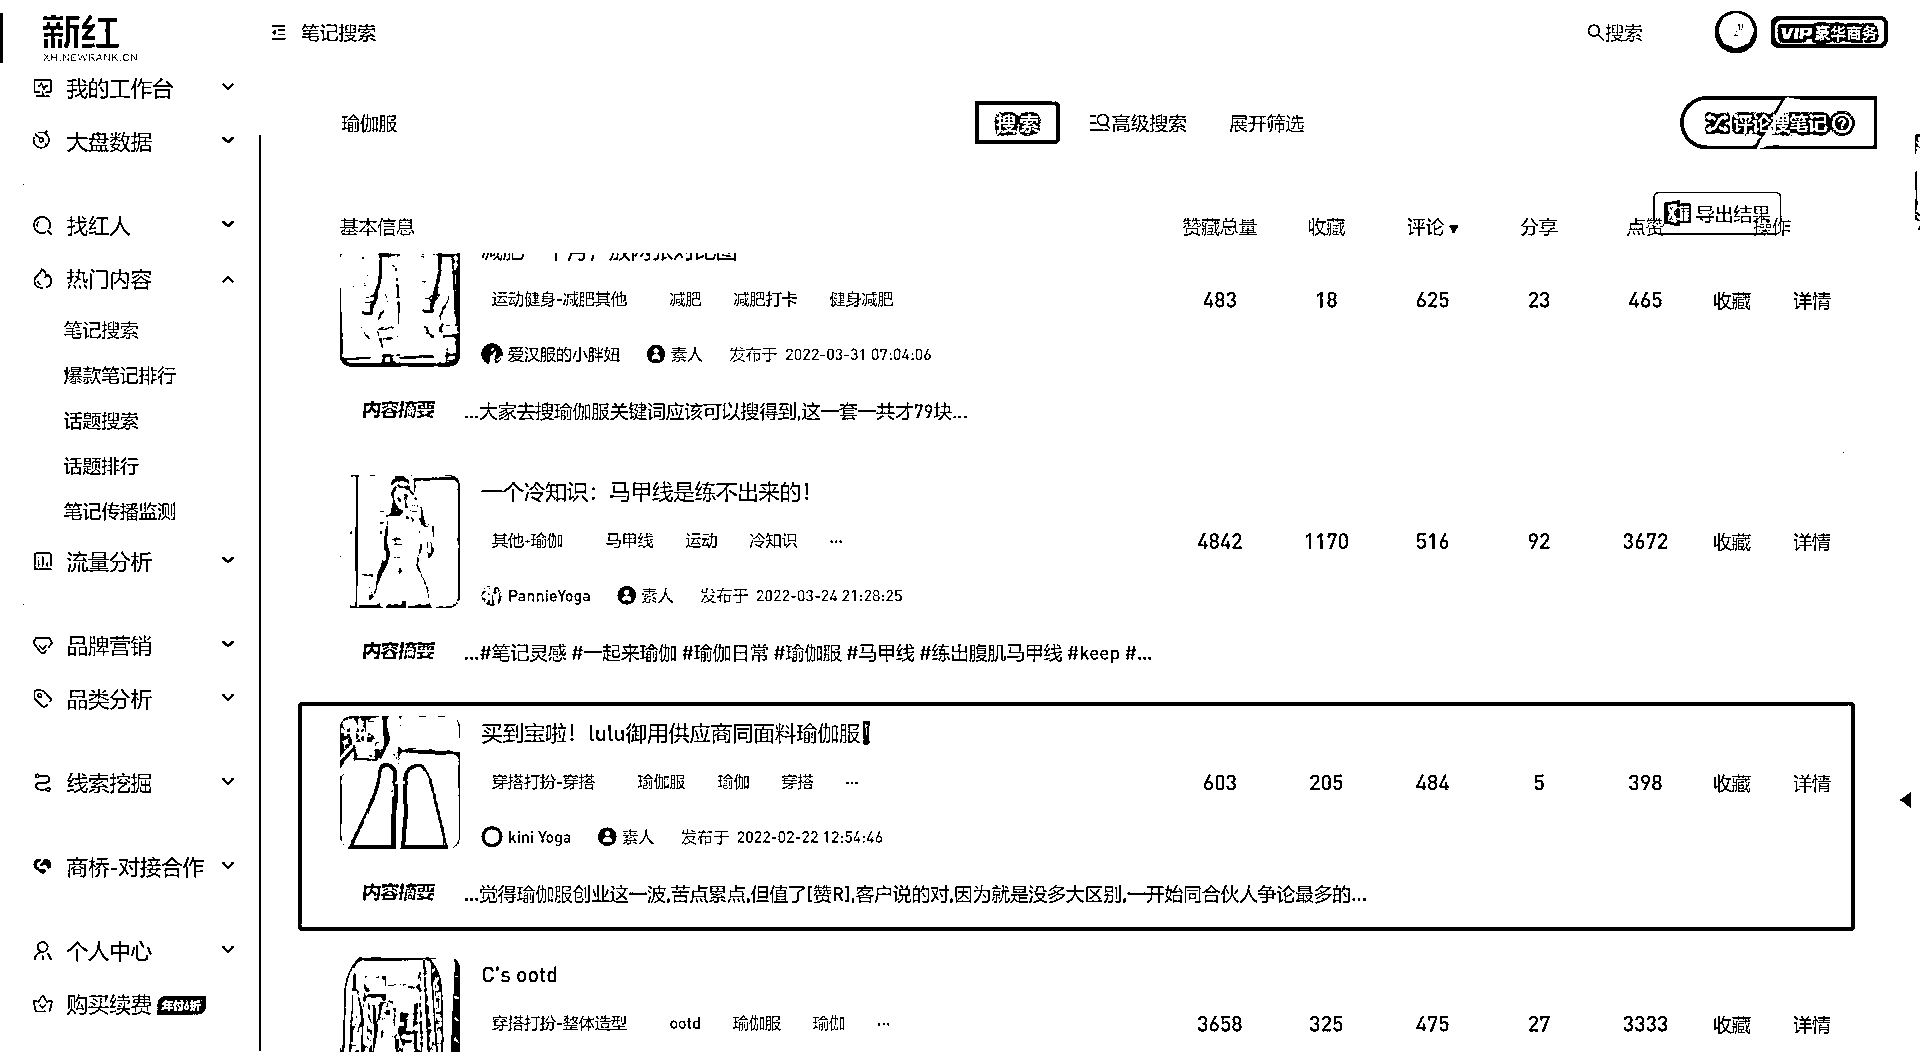 新红
XH.NEWRANK.CN
笔记搜索
搜索
VIP 豪华商务
我的工作台
大盘数据
找红人
热门内容
笔记搜索
爆款笔记排行
话题搜索
话题排行
笔记传播监测
流量分析
品牌营销
品类分析
线索挖掘
商桥-对接合作
个人中心
购买续费 年付6折
瑜伽服 搜索 高级搜索 展开筛选 评论搜笔记
导出结果
基本信息 赞藏总量 收藏 评论▼ 分享 点赞 操作
运动健身-减肥其他 减肥 减肥打卡 健身减肥 483 18 625 23 465 收藏 详情
爱汉服的小胖妞 素人 发布于 2022-03-31 07:04:06
内容摘要 ...大家去搜瑜伽服关键词应该可以搜得到,这一套一共才79块...
一个冷知识：马甲线是练不出来的！
其他-瑜伽 马甲线 运动 冷知识 ··· 4842 1170 516 92 3672 收藏 详情
PannieYoga 素人 发布于 2022-03-24 21:28:25
内容摘要 ...#笔记灵感 #一起来瑜伽 #瑜伽日常 #瑜伽服 #马甲线 #练出腹肌马甲线 #keep #...
买到宝啦！lulu御用供应商同面料瑜伽服
穿搭打扮-穿搭 瑜伽服 瑜伽 穿搭 ··· 603 205 484 5 398 收藏 详情
kini Yoga 素人 发布于 2022-02-22 12:54:46
内容摘要 ...觉得瑜伽服创业这一波,苦点累点,但值了[赞R],客户说的对,因为就是没多大区别,一开始同合伙人争论最多的...
C's ootd
穿搭打扮-整体造型 ootd 瑜伽服 瑜伽 ··· 3658 325 475 27 3333 收藏 详情